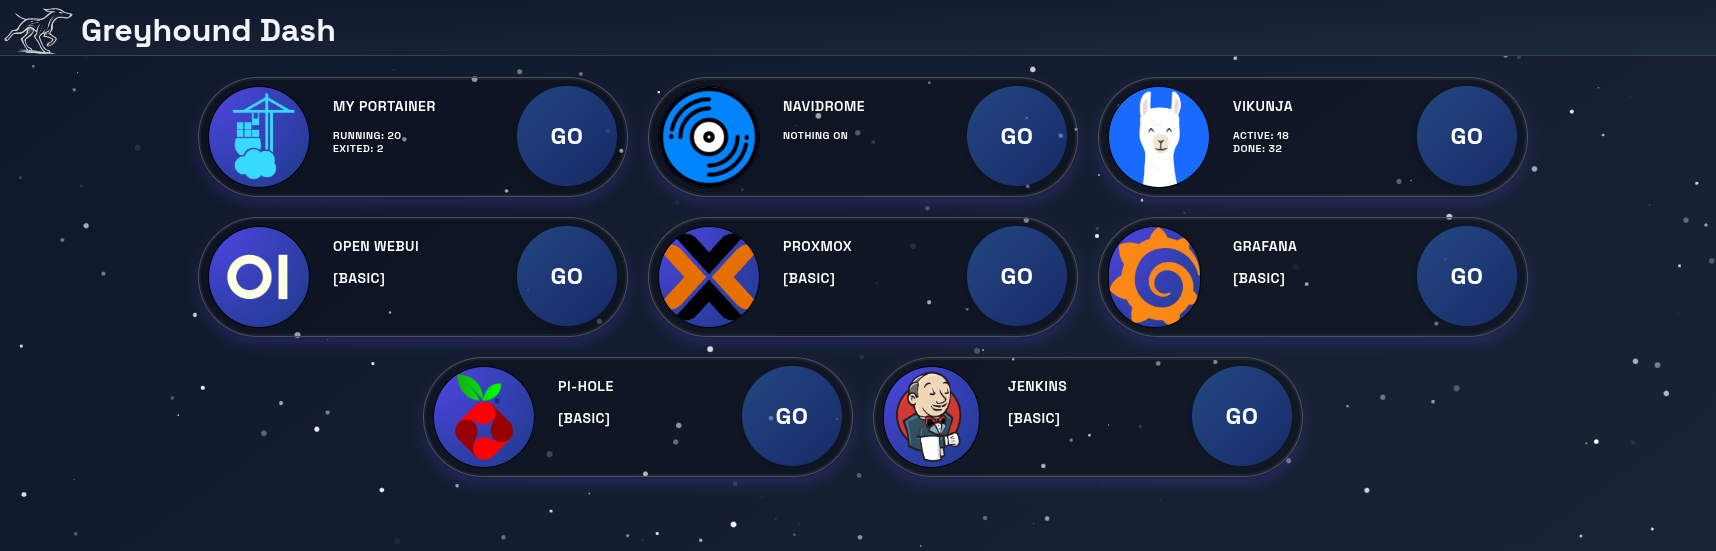 Greyhound Dash
MY PORTAINER
RUNNING: 20
EXITED: 2
GO
NAVIDROME
NOTHING ON
GO
VIKUNJA
ACTIVE: 18
DONE: 32
GO
OPEN WEBUI
[BASIC]
GO
PROXMOX
[BASIC]
GO
GRAFANA
[BASIC]
GO
PI-HOLE
[BASIC]
GO
JENKINS
[BASIC]
GO